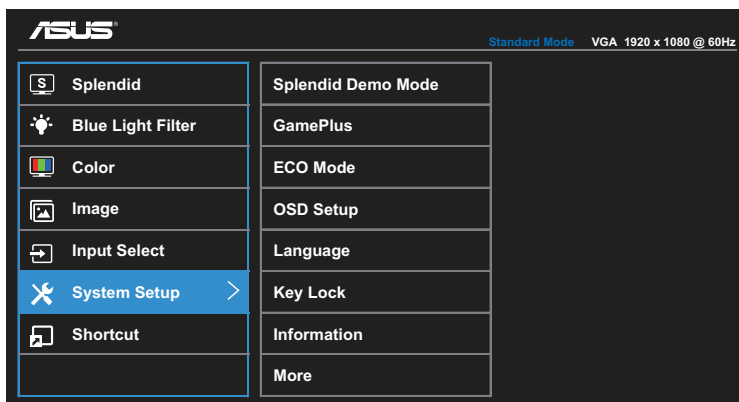 ASUS
Standard Mode VGA 1920 x 1080 @ 60Hz
S Splendid
Blue Light Filter
Color
Image
Input Select
System Setup
Shortcut
Splendid Demo Mode
GamePlus
ECO Mode
OSD Setup
Language
Key Lock
Information
More